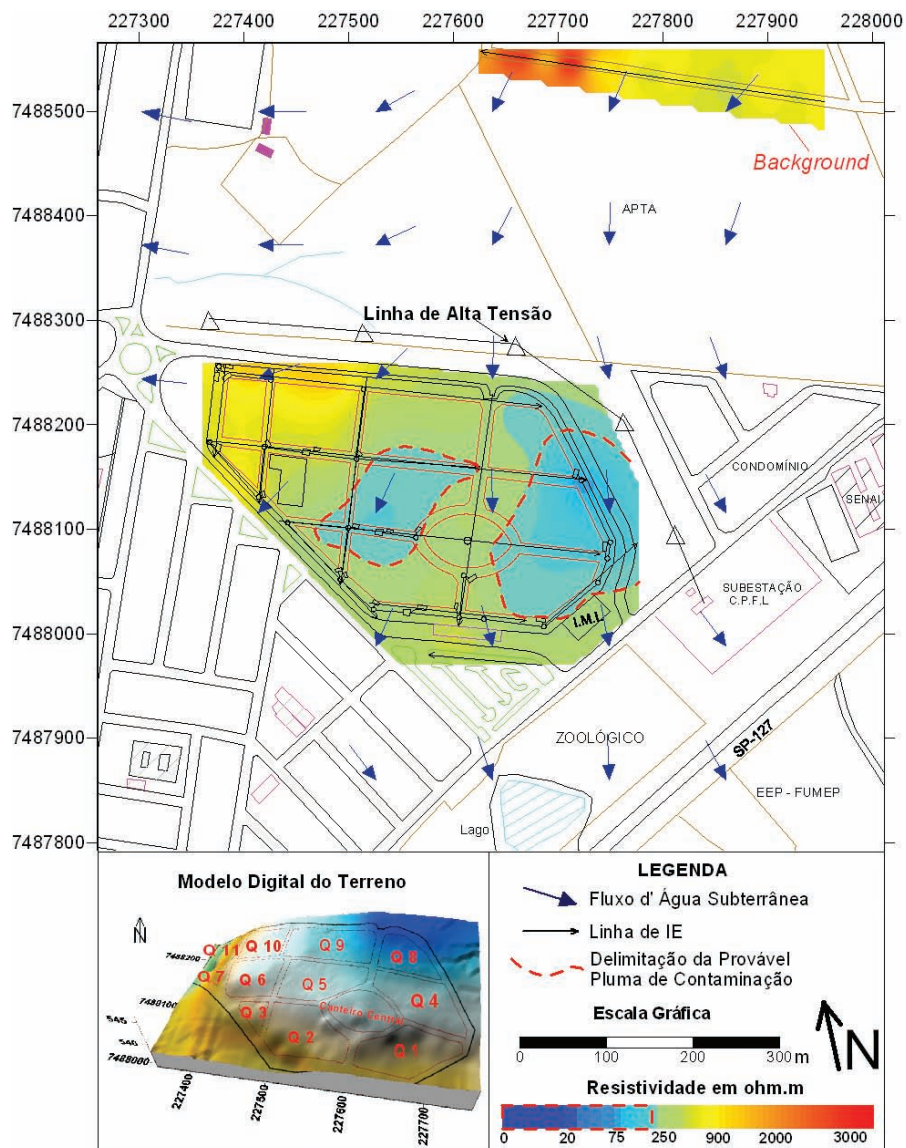 227300 227400 227500 227600 227700 227800 227900 228000
7488500
Background
7488400
APTA
7488300
Linha de Alta Tensão
7488200
CONDOMÍNIO
SENAI
7488100
SUBESTAÇÃO
C.P.F.L
I.M.L.
7488000
7487900
ZOOLÓGICO
SP-127
EEP - FUMEP
7487800
Lago
Modelo Digital do Terreno
N
Q 11 Q 10 Q 9 Q 8
7488200
Q 7 Q 6 Q 5 Q 4
7488100
Q 3 Canteiro Central
Q 2 Q 1
545
540
7488000
227400 227500 227600 227700
LEGENDA
Fluxo d' Água Subterrânea
Linha de IE
Delimitação da Provável
Pluma de Contaminação
Escala Gráfica
0 100 200 300 m
N
Resistividade em ohm.m
0 20 75 250 900 2000 3000